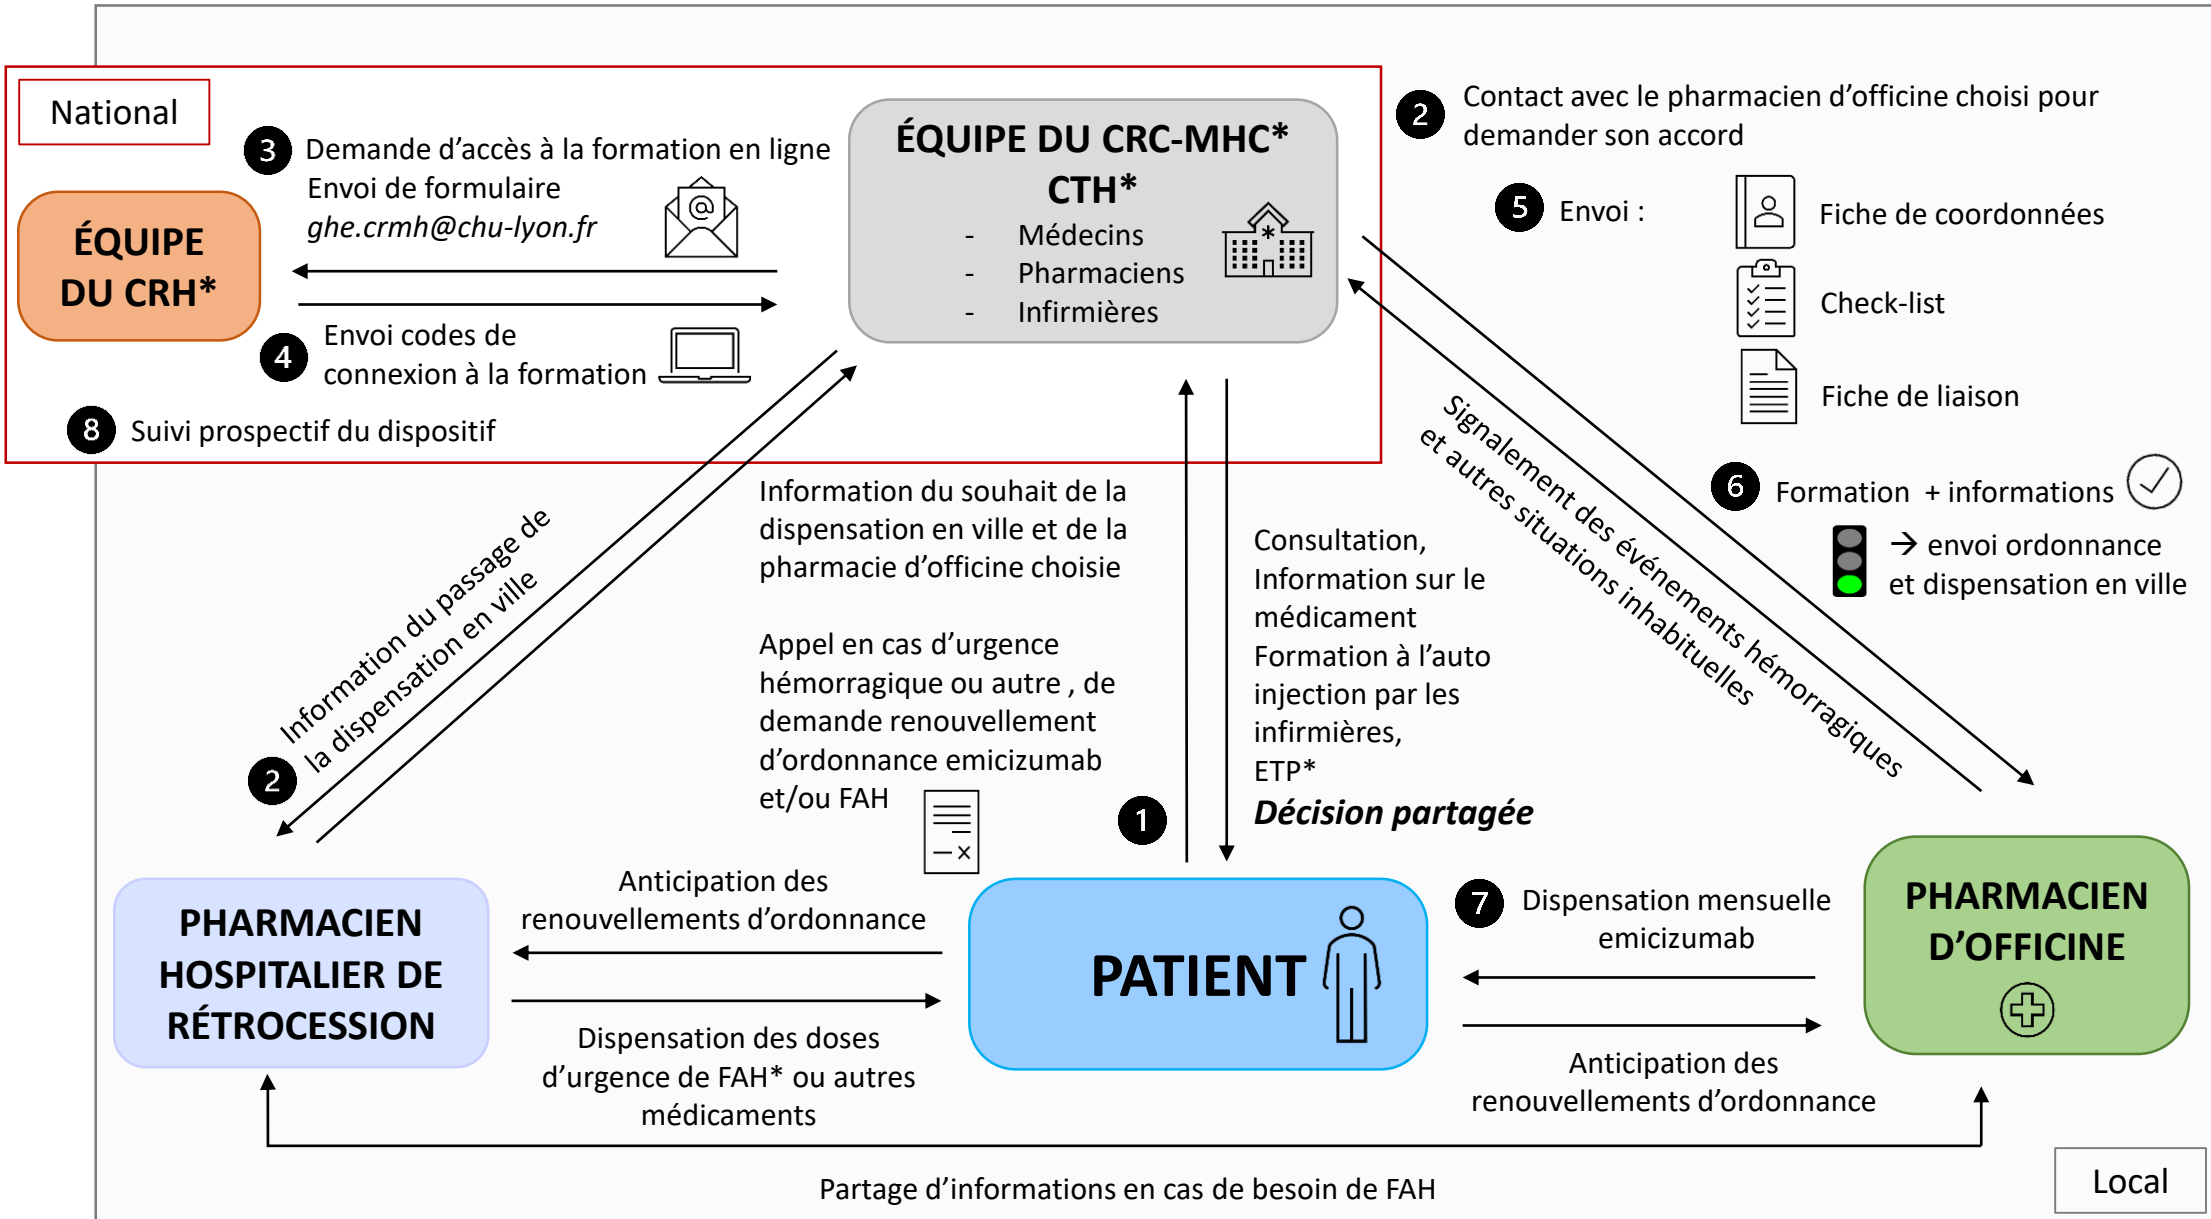 National
3
Demande d’accès à la formation en ligne
Envoi de formulaire
ghe.crmh@chu-lyon.fr
@
ÉQUIPE
DU CRH*
4
Envoi codes de
connexion à la formation
8
Suivi prospectif du dispositif
ÉQUIPE DU CRC-MHC*
CTH*
- Médecins
- Pharmaciens
- Infirmières
2
Contact avec le pharmacien d’officine choisi pour
demander son accord
5
Envoi :
Fiche de coordonnées
Check-list
Fiche de liaison
6
Formation + informations
→ envoi ordonnance
et dispensation en ville
Signalement des événements hémorragiques
et autres situations inhabituelles
2
Information du passage de
la dispensation en ville
Information du souhait de la
dispensation en ville et de la
pharmacie d’officine choisie
Appel en cas d’urgence
hémorragique ou autre , de
demande renouvellement
d’ordonnance emicizumab
et/ou FAH
1
Consultation,
Information sur le
médicament
Formation à l’auto
injection par les
infirmières,
ETP*
Décision partagée
PHARMACIEN
HOSPITALIER DE
RÉTROCESSION
Anticipation des
renouvellements d’ordonnance
Dispensation des doses
d’urgence de FAH* ou autres
médicaments
PATIENT
7
Dispensation mensuelle
emicizumab
Anticipation des
renouvellements d’ordonnance
PHARMACIEN
D’OFFICINE
Partage d’informations en cas de besoin de FAH
Local